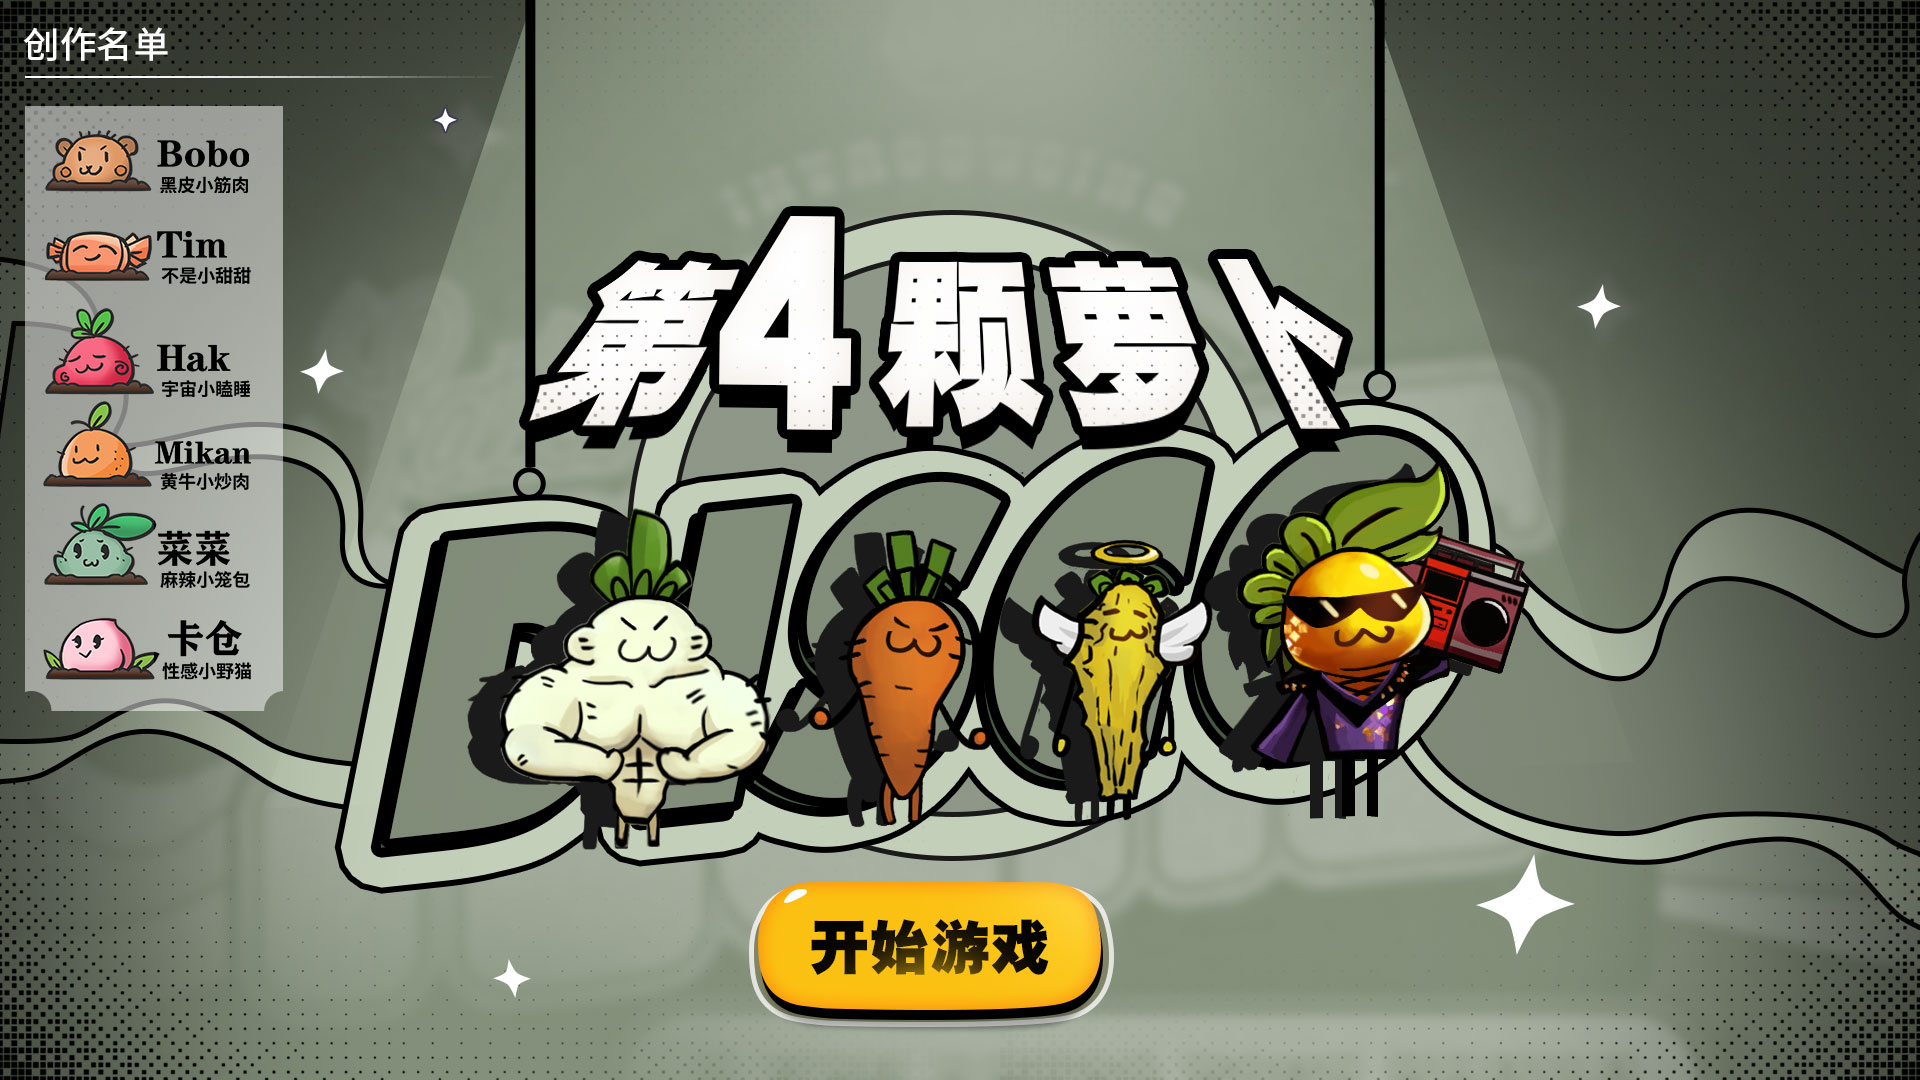 创作名单
Bobo
黑皮小筋肉
Tim
不是小甜甜
Hak
宇宙小瞌睡
Mikan
黄牛小炒肉
菜菜
麻辣小笼包
卡仓
性感小野猫
第4颗萝卜
DISCO
开始游戏